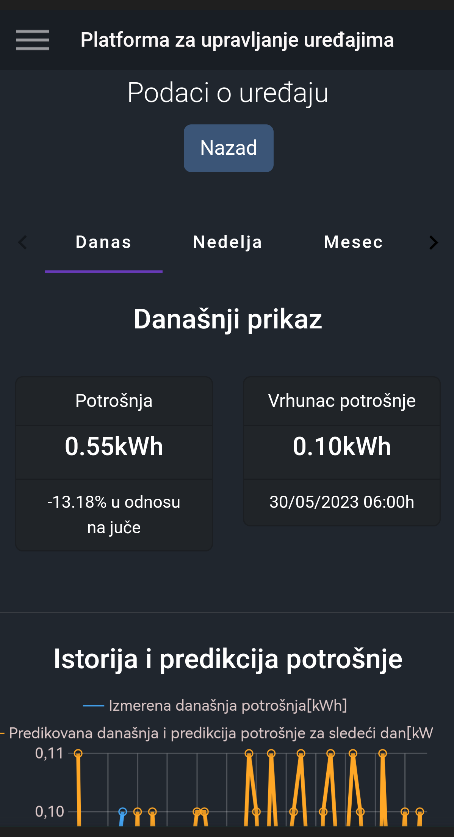 Platforma za upravljanje uređajima
Podaci o uređaju
Nazad
Danas Nedelja Mesec
Današnji prikaz
Potrošnja
0.55kWh
-13.18% u odnosu
na juče
Vrhunac potrošnje
0.10kWh
30/05/2023 06:00h
Istorija i predikcija potrošnje
Izmerena današnja potrošnja[kWh]
Predikovana današnja i predikcija potrošnje za sledeći dan[kW
0,11
0,10